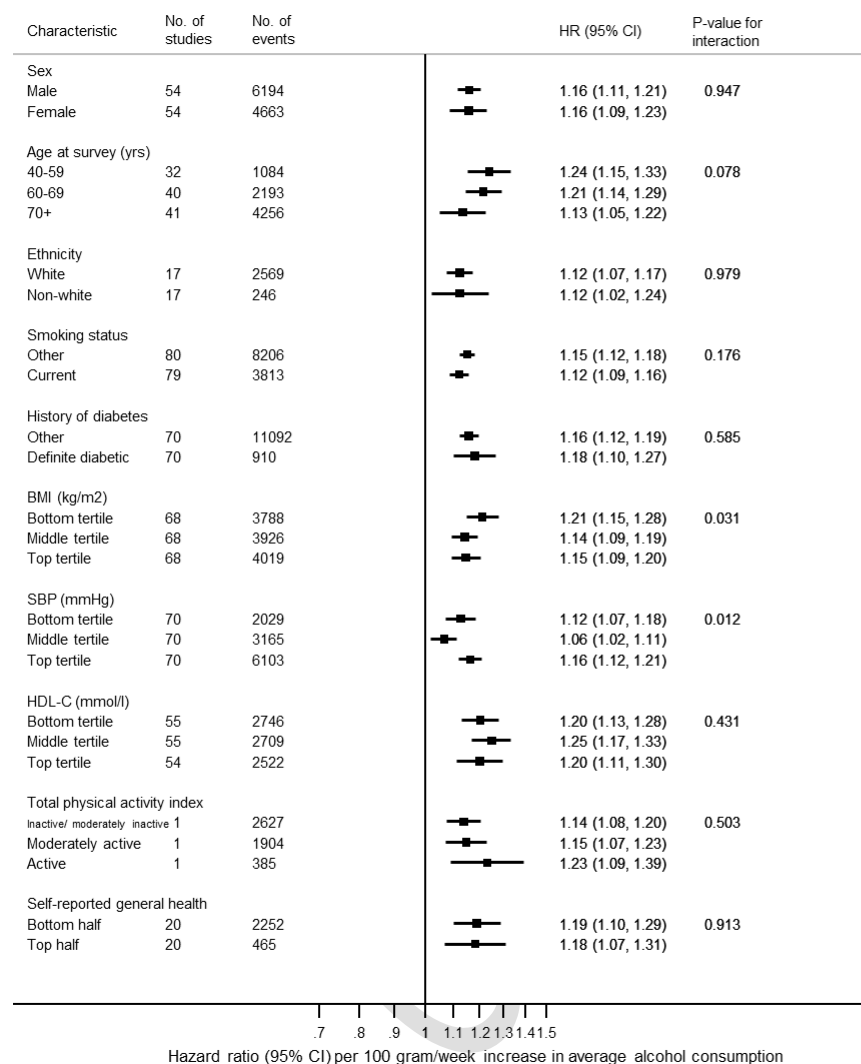 Characteristic No. of studies No. of events HR (95% CI) P-value for interaction
Sex
Male 54 6194 1.16 (1.11, 1.21) 0.947
Female 54 4663 1.16 (1.09, 1.23)
Age at survey (yrs)
40-59 32 1084 1.24 (1.15, 1.33) 0.078
60-69 40 2193 1.21 (1.14, 1.29)
70+ 41 4256 1.13 (1.05, 1.22)
Ethnicity
White 17 2569 1.12 (1.07, 1.17) 0.979
Non-white 17 246 1.12 (1.02, 1.24)
Smoking status
Other 80 8206 1.15 (1.12, 1.18) 0.176
Current 79 3813 1.12 (1.09, 1.16)
History of diabetes
Other 70 11092 1.16 (1.12, 1.19) 0.585
Definite diabetic 70 910 1.18 (1.10, 1.27)
BMI (kg/m2)
Bottom tertile 68 3788 1.21 (1.15, 1.28) 0.031
Middle tertile 68 3926 1.14 (1.09, 1.19)
Top tertile 68 4019 1.15 (1.09, 1.20)
SBP (mmHg)
Bottom tertile 70 2029 1.12 (1.07, 1.18) 0.012
Middle tertile 70 3165 1.06 (1.02, 1.11)
Top tertile 70 6103 1.16 (1.12, 1.21)
HDL-C (mmol/l)
Bottom tertile 55 2746 1.20 (1.13, 1.28) 0.431
Middle tertile 55 2709 1.25 (1.17, 1.33)
Top tertile 54 2522 1.20 (1.11, 1.30)
Total physical activity index
Inactive/ moderately inactive 1 2627 1.14 (1.08, 1.20) 0.503
Moderately active 1 1904 1.15 (1.07, 1.23)
Active 1 385 1.23 (1.09, 1.39)
Self-reported general health
Bottom half 20 2252 1.19 (1.10, 1.29) 0.913
Top half 20 465 1.18 (1.07, 1.31)
.7 .8 .9 1 1.1 1.2 1.3 1.4 1.5
Hazard ratio (95% CI) per 100 gram/week increase in average alcohol consumption